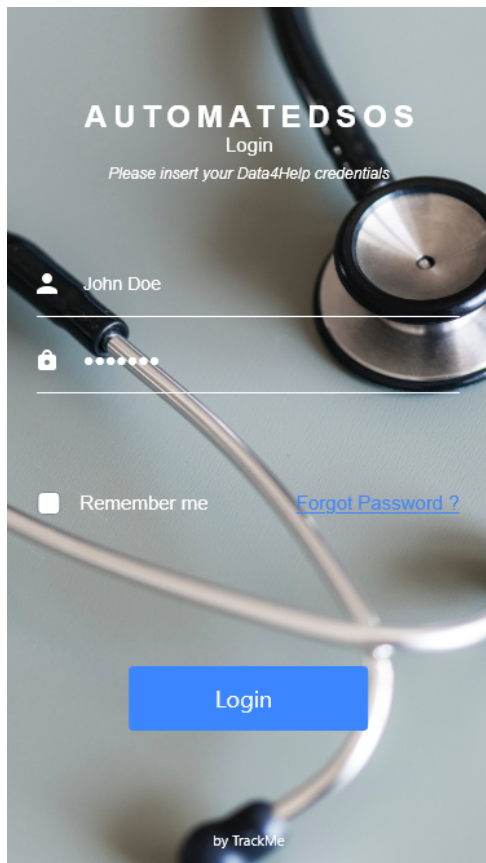 AUTOMATEDSOS
Login
Please insert your Data4Help credentials
John Doe
•••••••
Remember me
Forgot Password ?
Login
by TrackMe